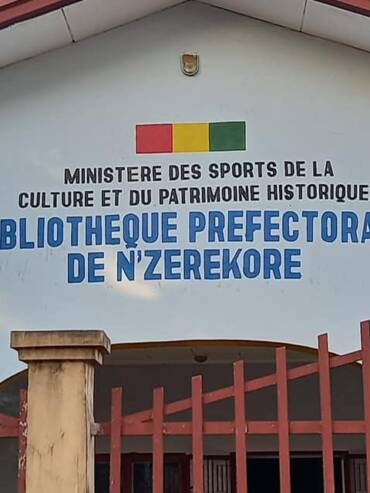 MINISTERE DES SPORTS DE LA
CULTURE ET DU PATRIMOINE HISTORIQUE
BLIOTHEQUE PREFECTORA
DE N'ZEREKORE